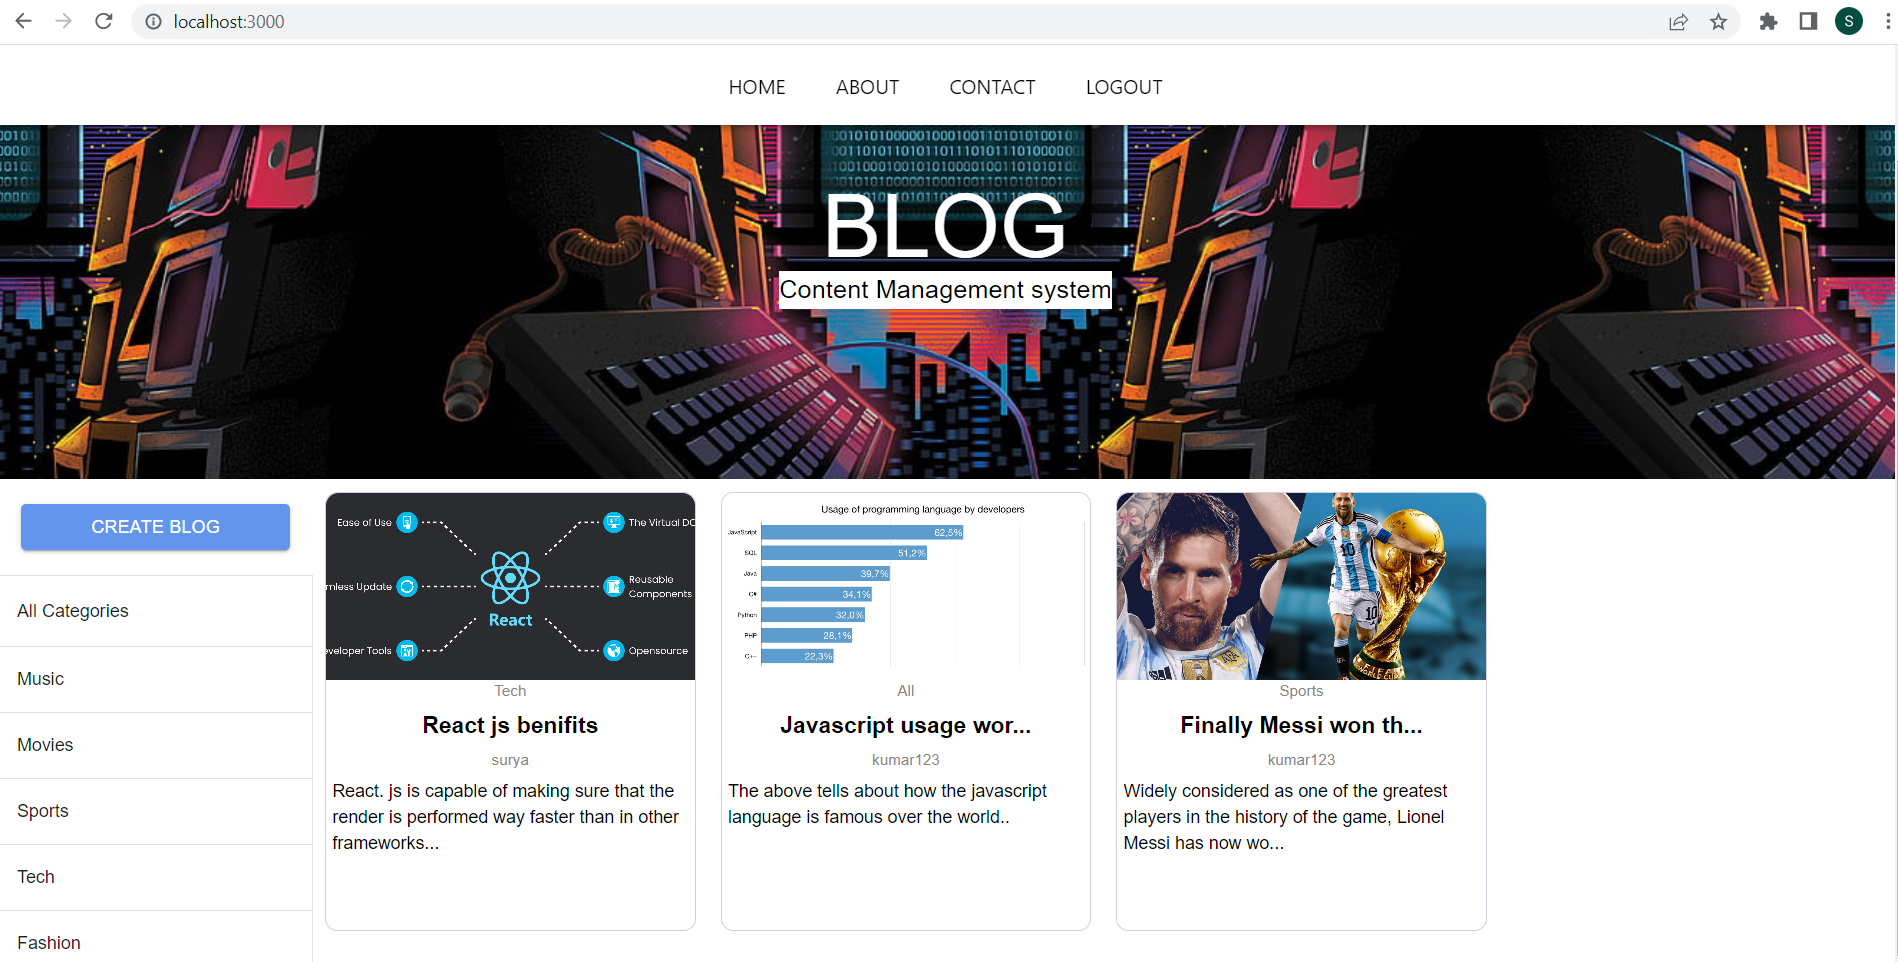 localhost:3000
S
HOME ABOUT CONTACT LOGOUT
BLOG
Content Management system
CREATE BLOG
All Categories
Music
Movies
Sports
Tech
Fashion
Ease of Use
The Virtual DO
mless Update
Reusable
Components
React
veloper Tools
Opensource
Tech
React js benifits
surya
React. js is capable of making sure that the
render is performed way faster than in other
frameworks...
Usage of programming language by developers
JavaScript 62,5%
SQL 51,2%
Java 39,7%
C# 34,1%
Python 32,0%
PHP 28,1%
C++ 22,3%
All
Javascript usage wor...
kumar123
The above tells about how the javascript
language is famous over the world..
10
10
Sports
Finally Messi won th...
kumar123
Widely considered as one of the greatest
players in the history of the game, Lionel
Messi has now wo...